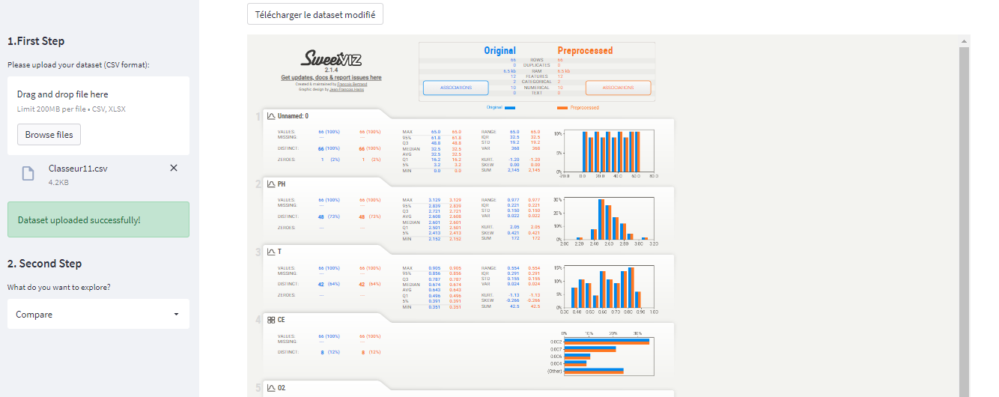 Télécharger le dataset modifié
1.First Step
Please upload your dataset (CSV format):
Drag and drop file here
Limit 200MB per file • CSV, XLSX
Browse files
Classeur11.csv
4.2KB
Dataset uploaded successfully!
2. Second Step
What do you want to explore?
Compare
SweetVIZ
2.1.4
Get updates, docs & report issues here
Created & maintained by Francois Bertrand
Graphic design by Jean-Francois Hains
Original Preprocessed
66 ROWS 66
0 DUPLICATES 0
6.5 kb RAM 6.5 kb
12 FEATURES 12
2 CATEGORICAL 2
ASSOCIATIONS 10 NUMERICAL 10 ASSOCIATIONS
0 TEXT 0
Original Preprocessed
1 Unnamed: 0
VALUES: 66 (100%) 66 (100%)
MISSING: --- ---
DISTINCT: 66 (100%) 66 (100%)
ZEROES: 1 (2%) 1 (2%)
MAX 65.0 65.0
95% 61.8 61.8
Q3 48.8 48.8
MEDIAN 32.5 32.5
AVG 32.5 32.5
Q1 16.2 16.2
5% 3.2 3.2
MIN 0.0 0.0
RANGE 65.0 65.0
IQR 32.5 32.5
STD 19.2 19.2
VAR 368 368
KURT. -1.20 -1.20
SKEW 0.00 0.00
SUM 2,145 2,145
10%
5%
0%
-20.0 0.0 20.0 40.0 60.0 80.0
2 PH
VALUES: 66 (100%) 66 (100%)
MISSING: --- ---
DISTINCT: 48 (73%) 48 (73%)
ZEROES: --- ---
MAX 3.129 3.129
95% 2.839 2.839
Q3 2.721 2.721
AVG 2.608 2.608
MEDIAN 2.601 2.601
Q1 2.501 2.501
5% 2.413 2.413
MIN 2.152 2.152
RANGE 0.977 0.977
IQR 0.221 0.221
STD 0.150 0.150
VAR 0.022 0.022
KURT. 2.05 2.05
SKEW 0.421 0.421
SUM 172 172
30%
20%
10%
0%
2.00 2.20 2.40 2.60 2.80 3.00 3.20
3 T
VALUES: 66 (100%) 66 (100%)
MISSING: --- ---
DISTINCT: 42 (64%) 42 (64%)
ZEROES: --- ---
MAX 0.905 0.905
95% 0.856 0.856
Q3 0.787 0.787
MEDIAN 0.674 0.674
AVG 0.643 0.643
Q1 0.496 0.496
5% 0.391 0.391
MIN 0.351 0.351
RANGE 0.554 0.554
IQR 0.291 0.291
STD 0.155 0.155
VAR 0.024 0.024
KURT. -1.13 -1.13
SKEW -0.266 -0.266
SUM 42.5 42.5
15%
10%
5%
0%
0.30 0.40 0.50 0.60 0.70 0.80 0.90 1.00
4 CE
VALUES: 66 (100%) 66 (100%)
MISSING: --- ---
DISTINCT: 8 (12%) 8 (12%)
0% 10% 20% 30%
0.002
0.007
0.006
0.004
(Other)
5 O2